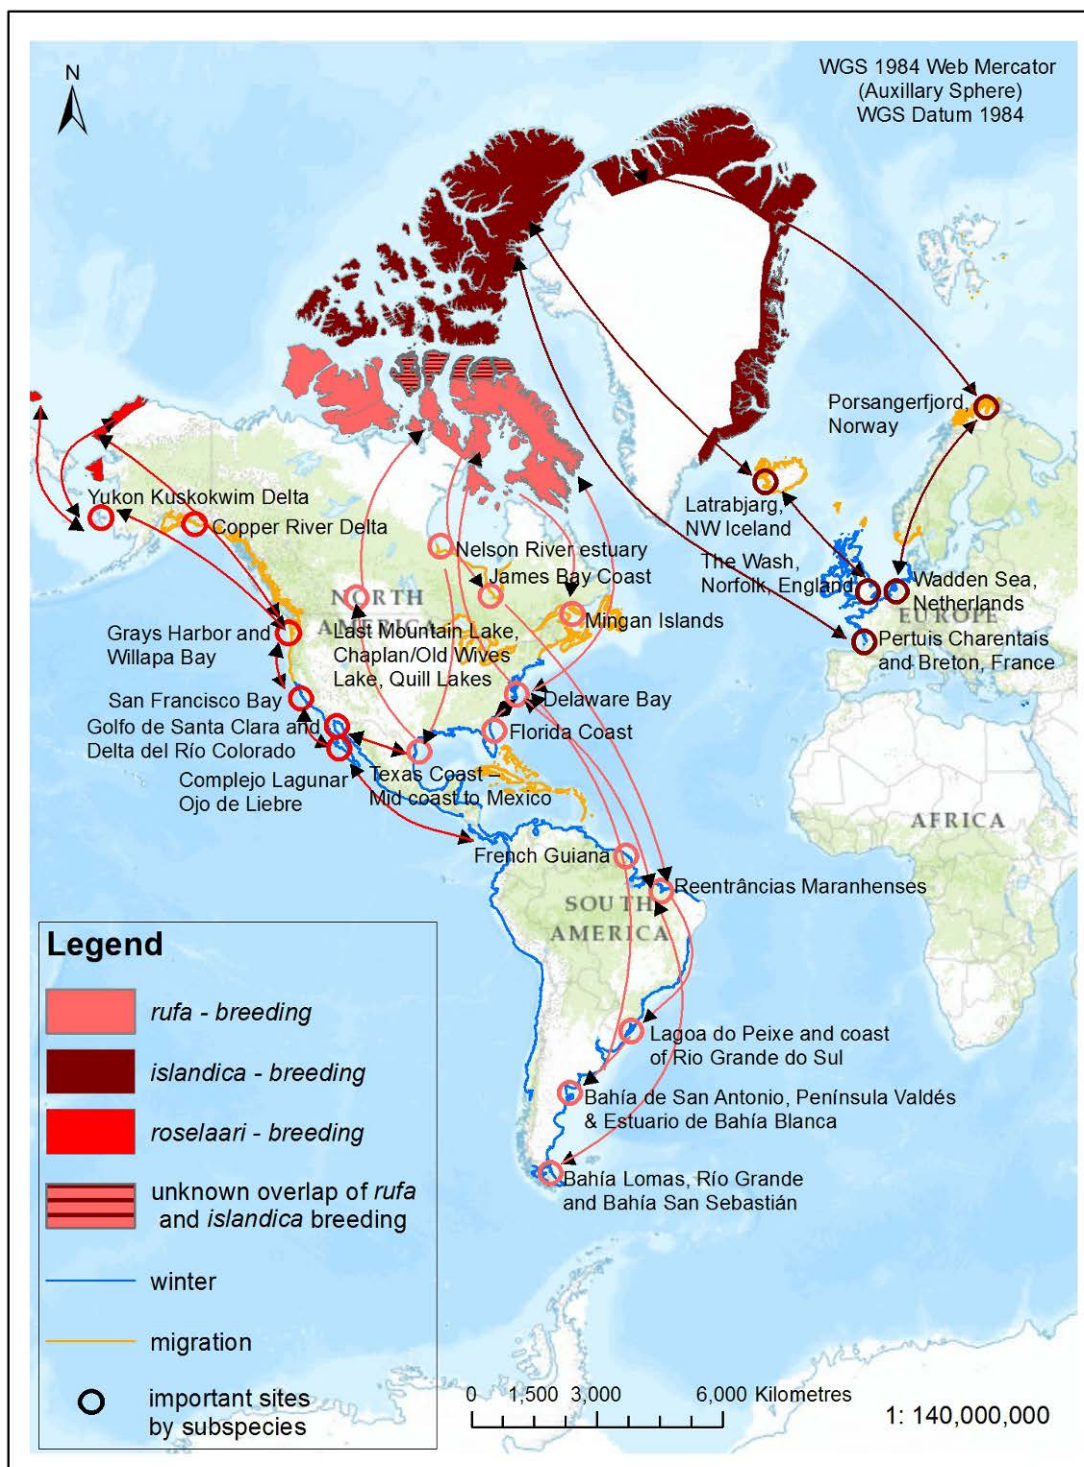 WGS 1984 Web Mercator
(Auxillary Sphere)
WGS Datum 1984
N
Porsangerfjord,
Norway
Yukon Kuskokwim Delta
Copper River Delta
Latrabjarg,
NW Iceland
Nelson River estuary
James Bay Coast
The Wash,
Norfolk, England
Wadden Sea,
Netherlands
EUROPE
NORTH
AMERICA
Mingan Islands
Grays Harbor and
Willapa Bay
Last Mountain Lake,
Chaplan/Old Wives
Lake, Quill Lakes
Pertuis Charentais
and Breton, France
San Francisco Bay
Delaware Bay
Golfo de Santa Clara and
Delta del Río Colorado
Florida Coast
Complejo Lagunar
Ojo de Liebre
Texas Coast –
Mid coast to Mexico
AFRICA
French Guiana
Reentrâncias Maranhenses
SOUTH
AMERICA
Lagoa do Peixe and coast
of Rio Grande do Sul
Bahía de San Antonio, Península Valdés
& Estuario de Bahía Blanca
Bahía Lomas, Río Grande
and Bahía San Sebastián
Legend
rufa - breeding
islandica - breeding
roselaari - breeding
unknown overlap of rufa
and islandica breeding
winter
migration
important sites
by subspecies
0 1,500 3,000 6,000 Kilometres
1: 140,000,000